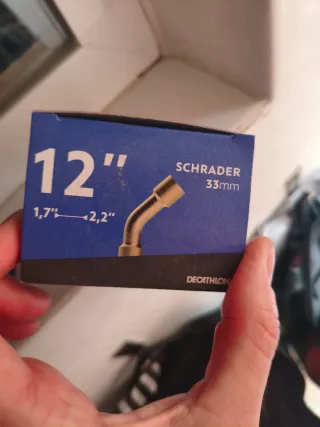 12"
SCHRADER
33mm
1,7" 2,2"
DECATHLON